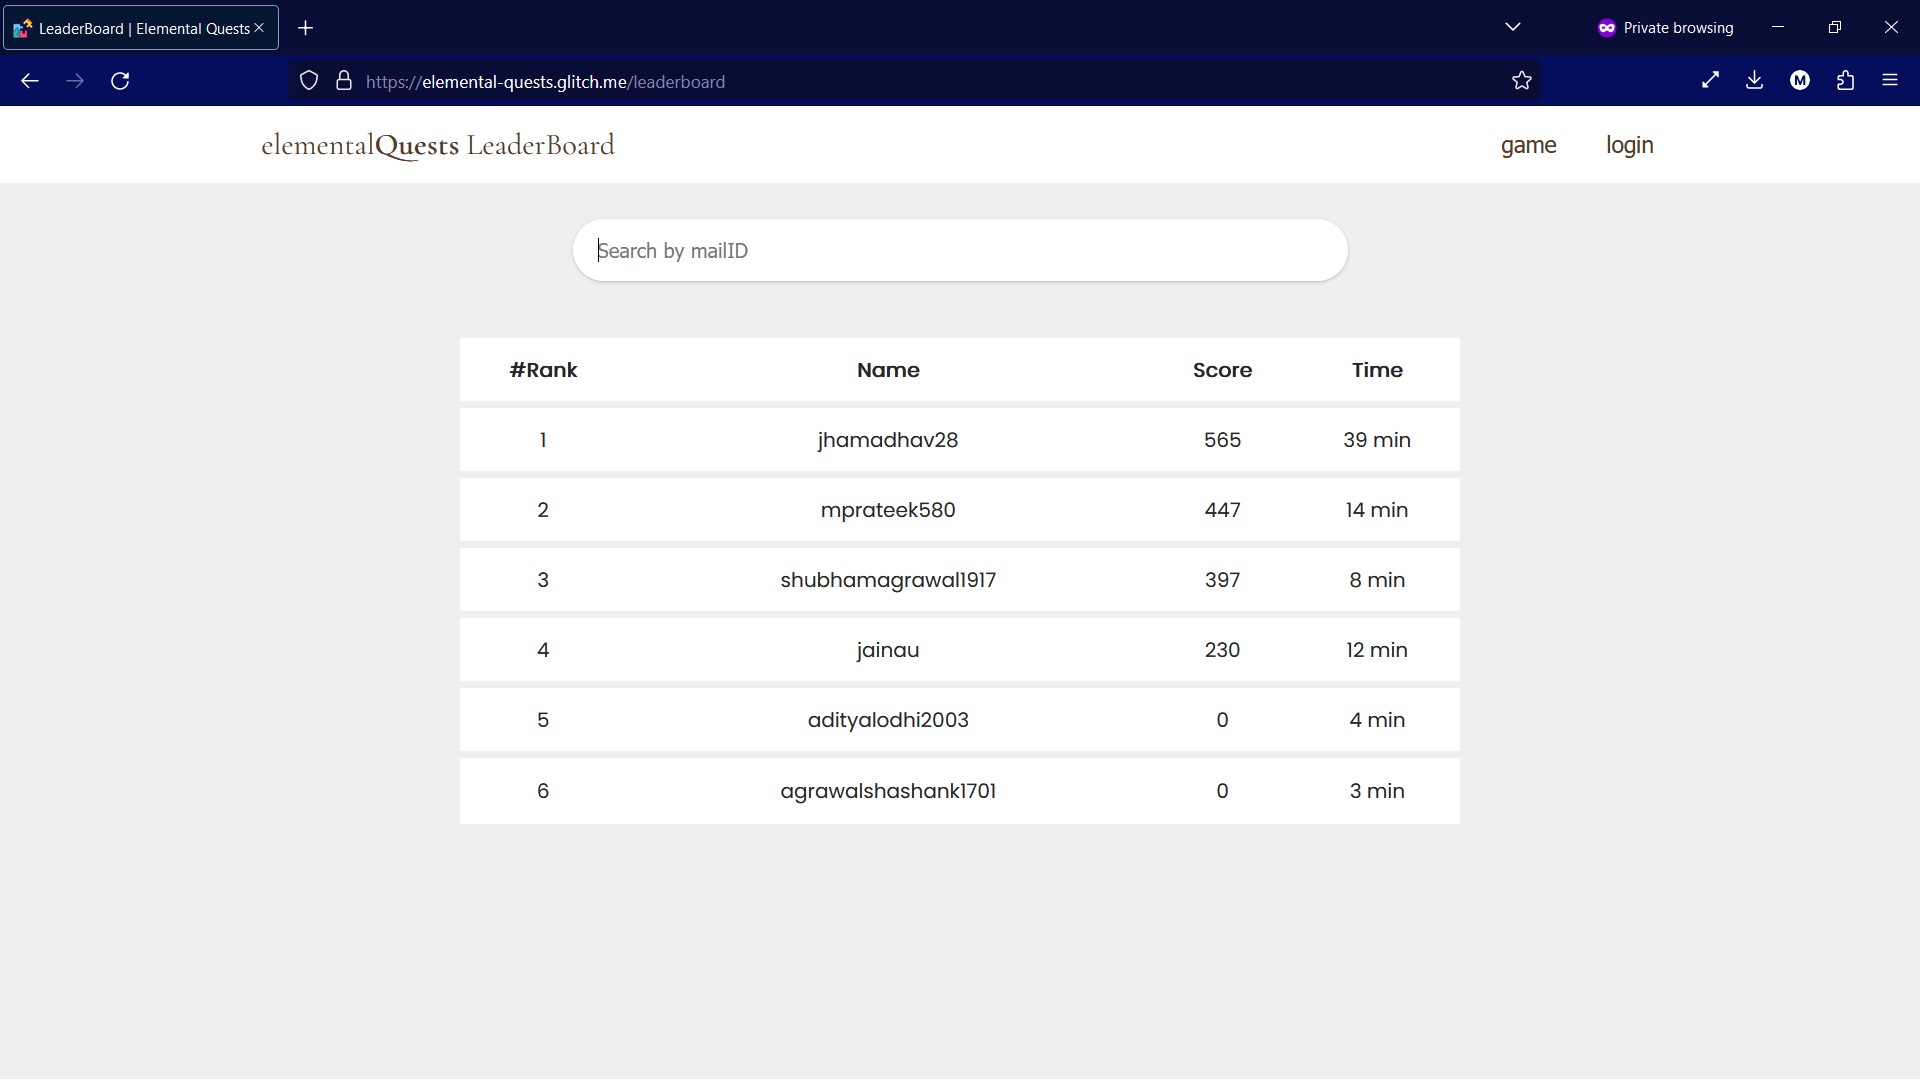 LeaderBoard | Elemental Quests
Private browsing
https://elemental-quests.glitch.me/leaderboard
M
elementalQuests LeaderBoard
game login
Search by mailID
#Rank Name Score Time
1 jhamadhav28 565 39 min
2 mprateek580 447 14 min
3 shubhamagrawal1917 397 8 min
4 jainau 230 12 min
5 adityalodhi2003 0 4 min
6 agrawalshashank1701 0 3 min